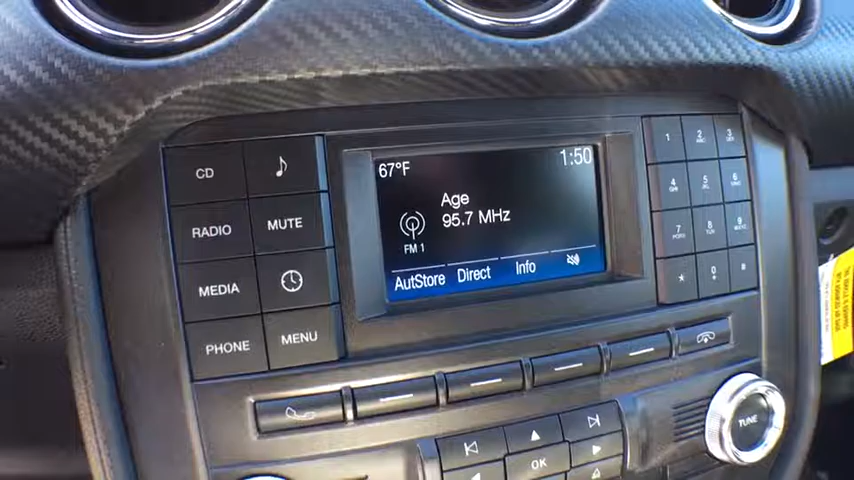 CD
RADIO
MUTE
MEDIA
PHONE
MENU
67°F
1:50
Age
95.7 MHz
FM 1
AutStore Direct Info
1 2 3
4 5 6
7 8 9
* 0 #
OK
TUNE